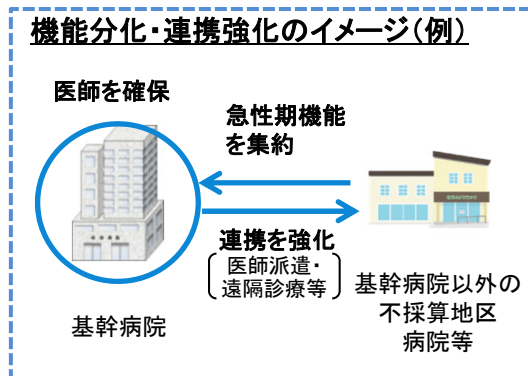 機能分化・連携強化のイメージ(例)
医師を確保
急性期機能
を集約
連携を強化
医師派遣・
遠隔診療等
基幹病院
基幹病院以外の
不採算地区
病院等